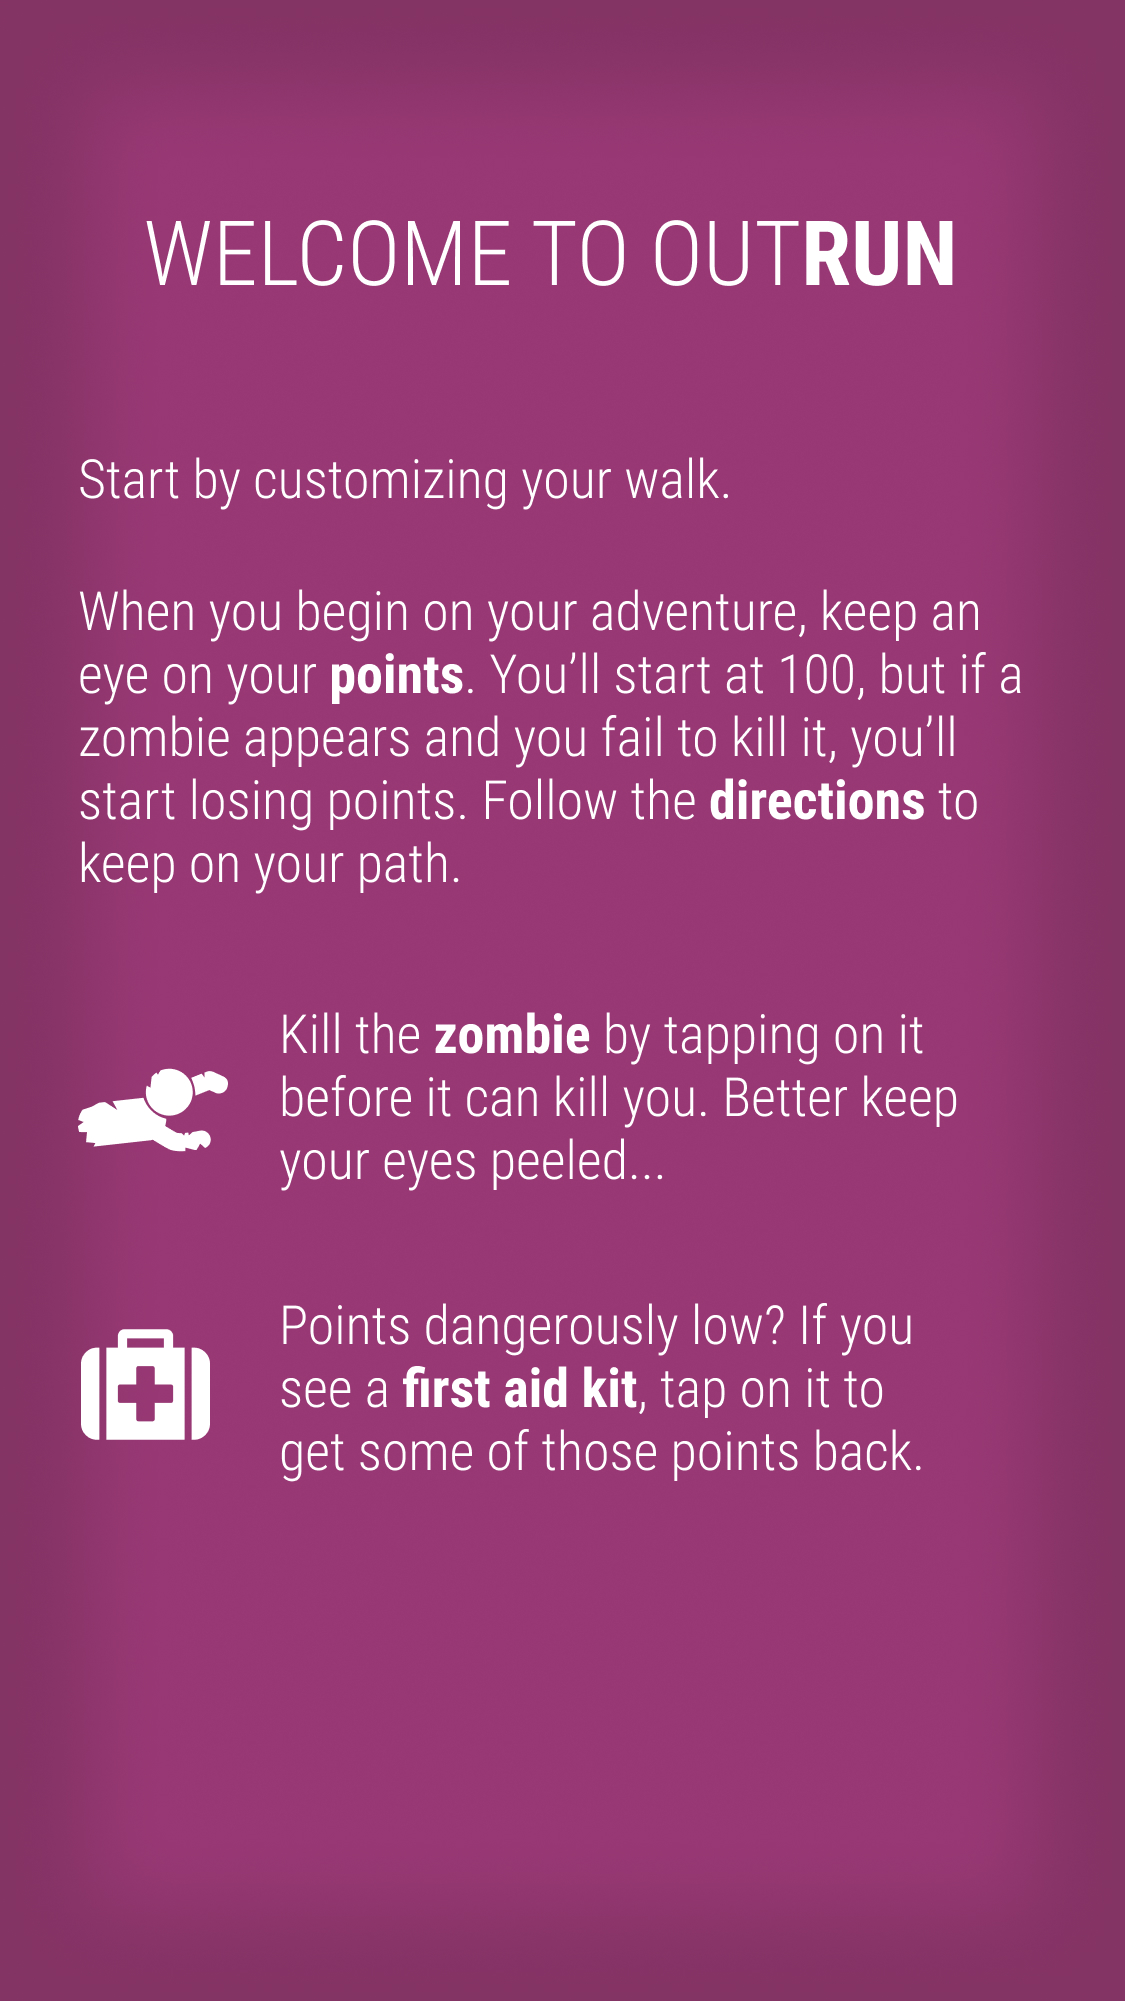 WELCOME TO OUTRUN
Start by customizing your walk.
When you begin on your adventure, keep an
eye on your points. You’ll start at 100, but if a
zombie appears and you fail to kill it, you’ll
start losing points. Follow the directions to
keep on your path.
Kill the zombie by tapping on it
before it can kill you. Better keep
your eyes peeled...
Points dangerously low? If you
see a first aid kit, tap on it to
get some of those points back.